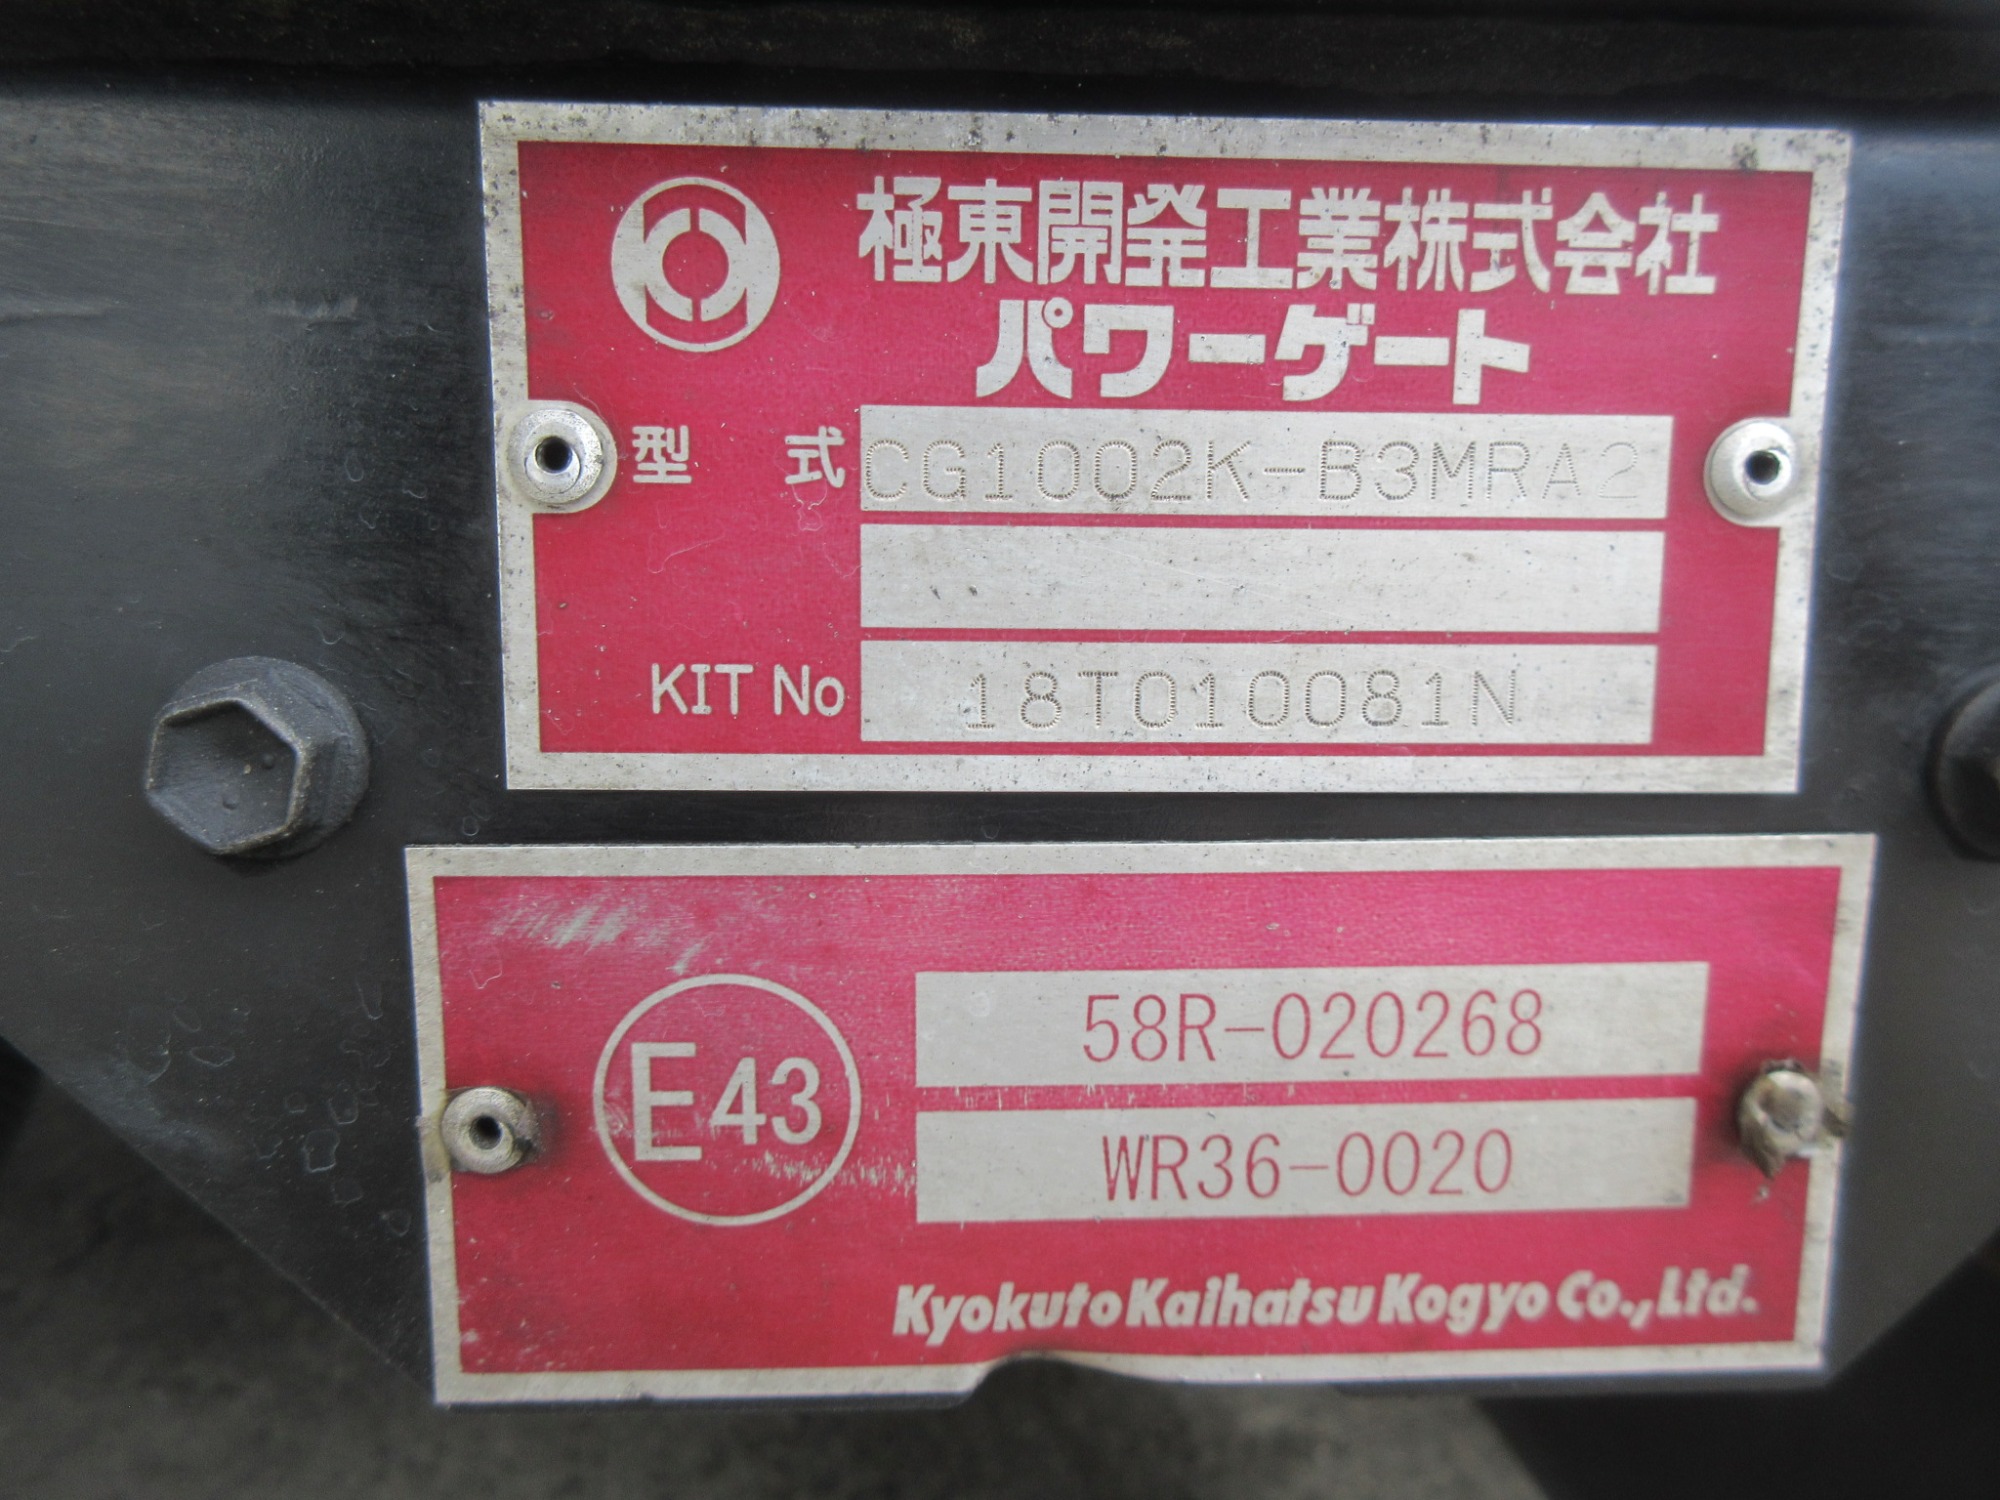 極東開発工業株式会社
パワーゲート
型 式 CG1002K-B3MRA2
KIT No 18T010081N
E43 58R-020268
WR36-0020
Kyokuto Kaihatsu Kogyo Co., Ltd.